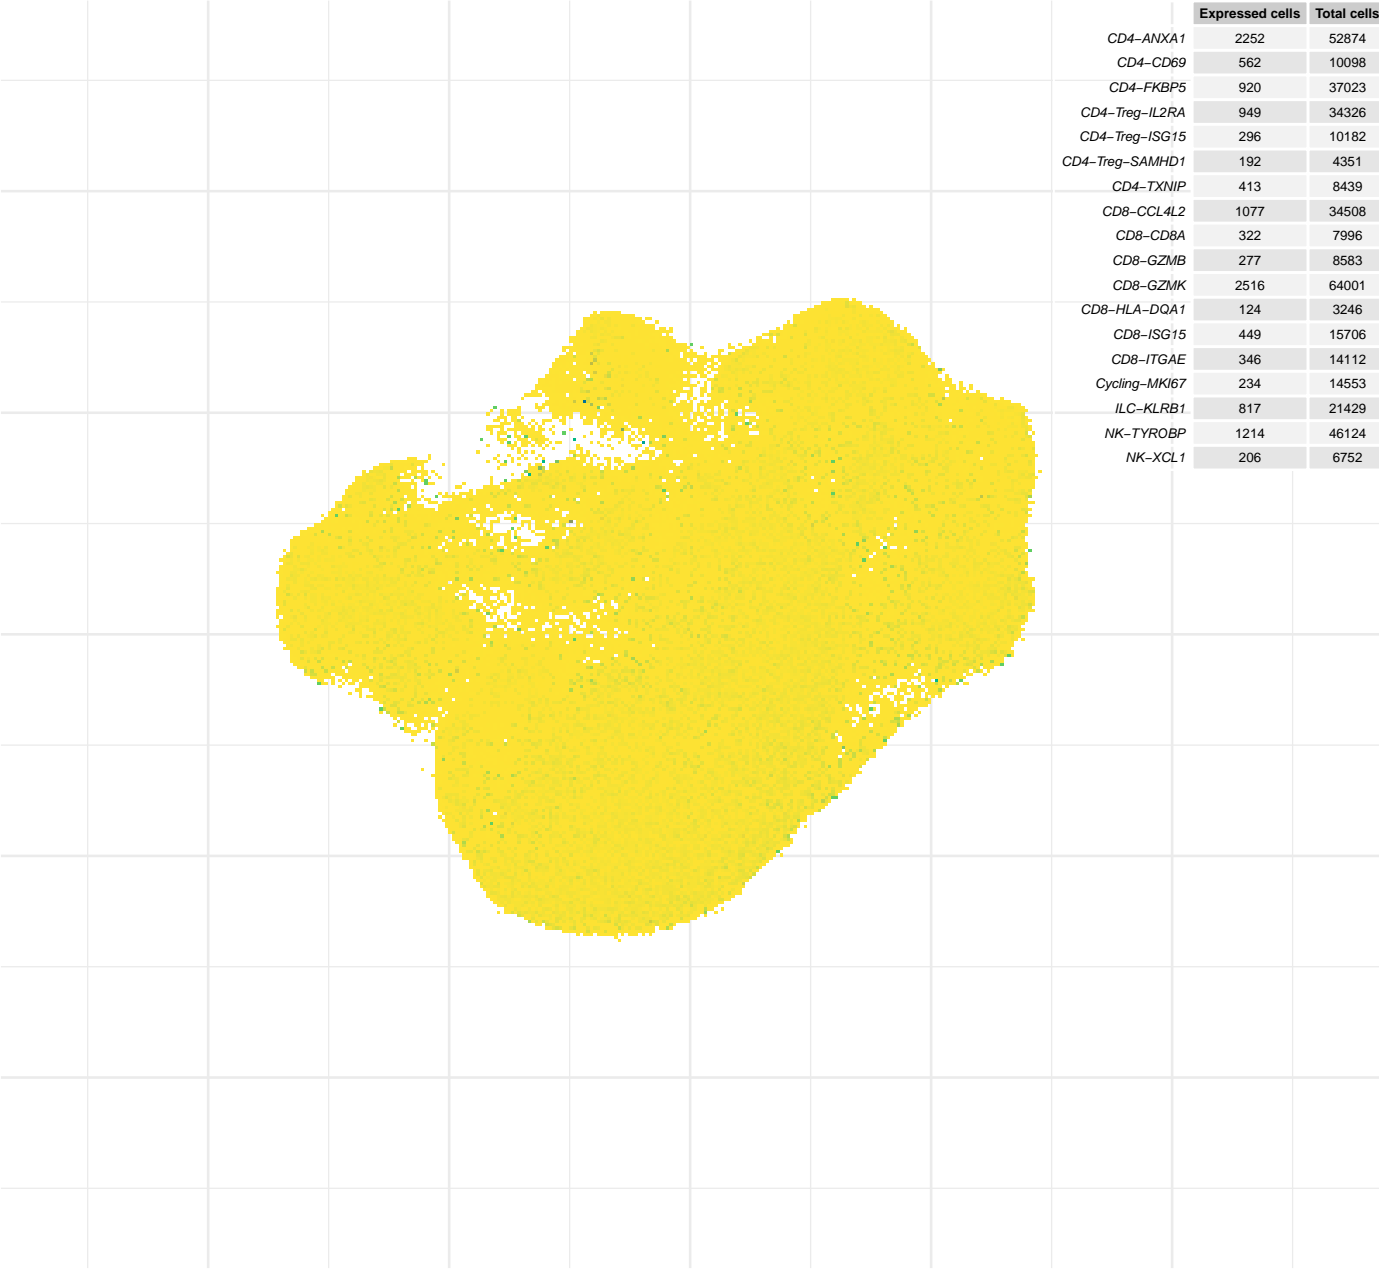 Expressed cells Total cells
CD4−ANXA1 2252 52874
CD4−CD69 562 10098
CD4−FKBP5 920 37023
CD4−Treg−IL2RA 949 34326
CD4−Treg−ISG15 296 10182
CD4−Treg−SAMHD1 192 4351
CD4−TXNIP 413 8439
CD8−CCL4L2 1077 34508
CD8−CD8A 322 7996
CD8−GZMB 277 8583
CD8−GZMK 2516 64001
CD8−HLA−DQA1 124 3246
CD8−ISG15 449 15706
CD8−ITGAE 346 14112
Cycling−MKI67 234 14553
ILC−KLRB1 817 21429
NK−TYROBP 1214 46124
NK−XCL1 206 6752